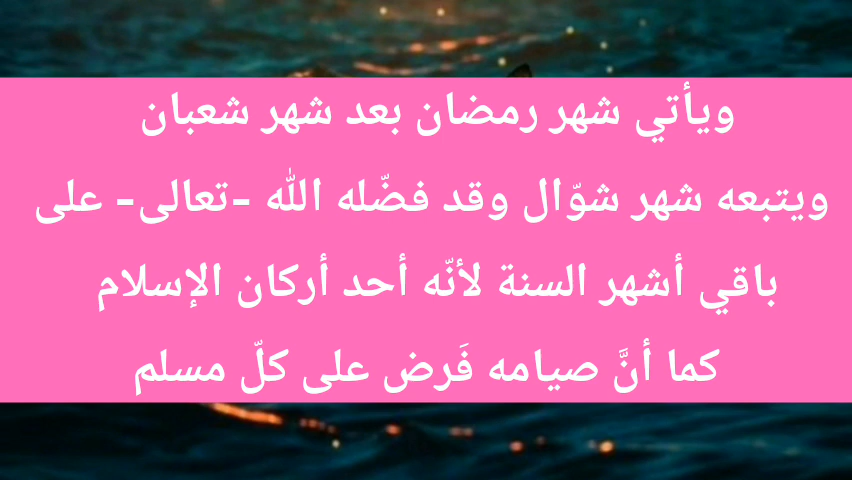 ويأتي شهر رمضان بعد شهر شعبان
ويتبعه شهر شوّال وقد فضّله الله -تعالى- على
باقي أشهر السنة لأنّه أحد أركان الإسلام
كما أنَّ صيامه فَرض على كلّ مسلم